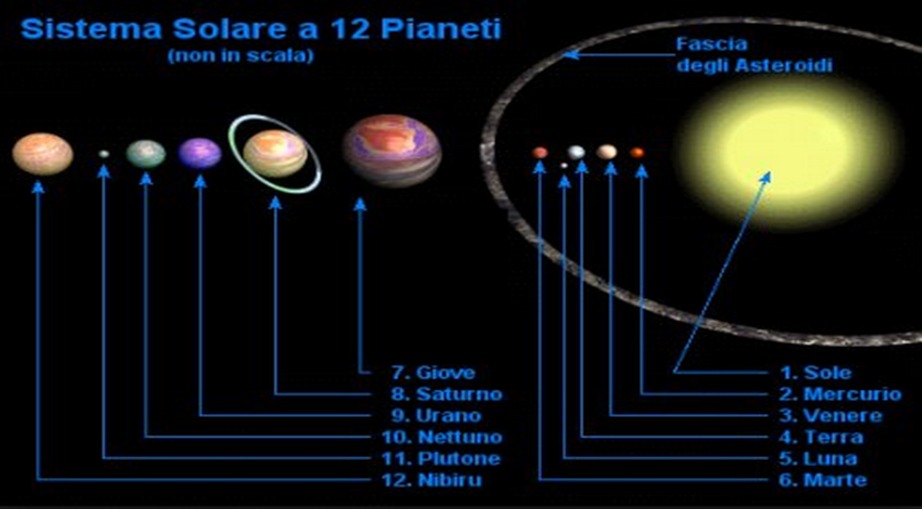 Sistema Solare a 12 Pianeti
(non in scala)
Fascia
degli Asteroidi
7. Giove
8. Saturno
9. Urano
10. Nettuno
11. Plutone
12. Nibiru
1. Sole
2. Mercurio
3. Venere
4. Terra
5. Luna
6. Marte